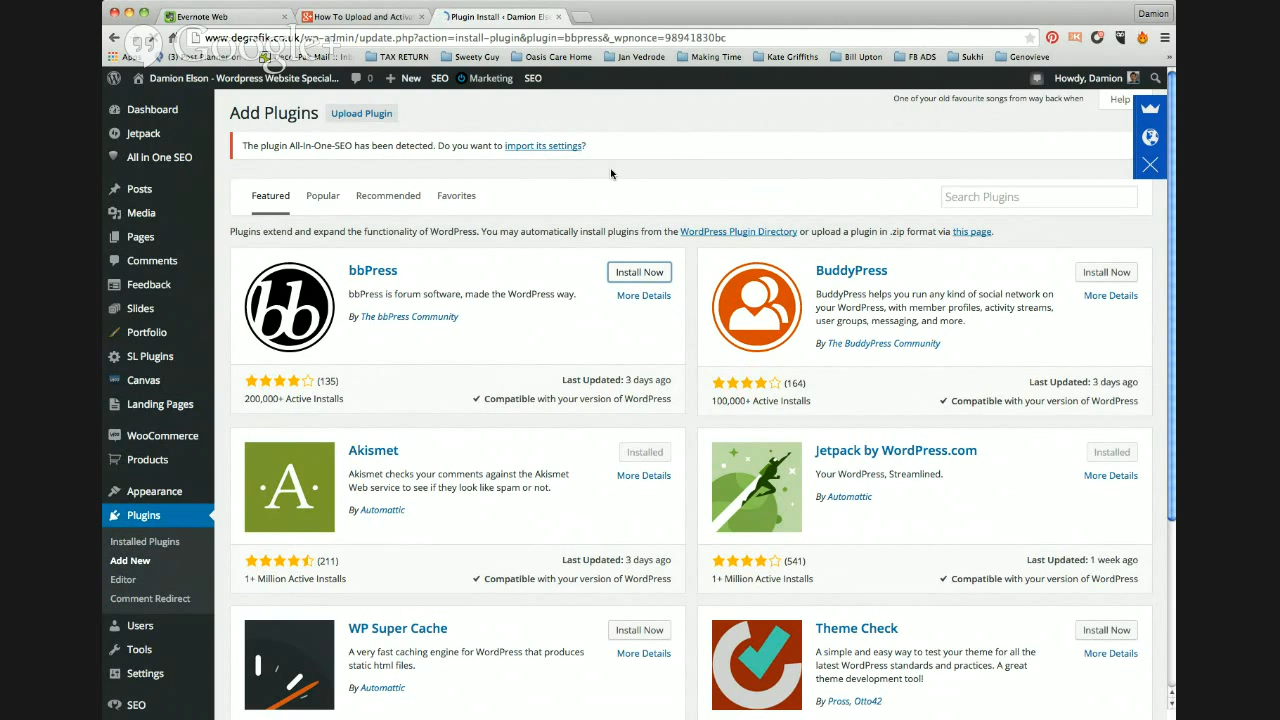 Evernote Web
How To Upload and Activa
Plugin Install ‹ Damion Els
Damion
www.degrafik.co.uk/wp-admin/update.php?action=install-plugin&plugin=bbpress&_wpnonce=98941830bc
Google+
TAX RETURN
Sweety Guy
Oasis Care Home
Jan Vedrode
Making Time
Kate Griffiths
Bill Upton
FB ADS
Sukhi
Genovieve
Damion Elson - Wordpress Website Special...
0
+ New
SEO
Marketing
SEO
Howdy, Damion
Dashboard
Jetpack
All in One SEO
Posts
Media
Pages
Comments
Feedback
Slides
Portfolio
SL Plugins
Canvas
Landing Pages
WooCommerce
Products
Appearance
Plugins
Installed Plugins
Add New
Editor
Comment Redirect
Users
Tools
Settings
SEO
One of your old favourite songs from way back when
Help
Add Plugins
Upload Plugin
The plugin All-In-One-SEO has been detected. Do you want to import its settings?
Featured
Popular
Recommended
Favorites
Search Plugins
Plugins extend and expand the functionality of WordPress. You may automatically install plugins from the WordPress Plugin Directory or upload a plugin in .zip format via this page.
bb
bbPress
Install Now
bbPress is forum software, made the WordPress way.
More Details
By The bbPress Community
(135)
Last Updated: 3 days ago
200,000+ Active Installs
✔ Compatible with your version of WordPress
BuddyPress
Install Now
BuddyPress helps you run any kind of social network on
More Details
your WordPress, with member profiles, activity streams,
user groups, messaging, and more.
By The BuddyPress Community
(164)
Last Updated: 3 days ago
100,000+ Active Installs
✔ Compatible with your version of WordPress
·A·
Akismet
Installed
Akismet checks your comments against the Akismet
More Details
Web service to see if they look like spam or not.
By Automattic
(211)
Last Updated: 3 days ago
1+ Million Active Installs
✔ Compatible with your version of WordPress
Jetpack by WordPress.com
Installed
Your WordPress, Streamlined.
More Details
By Automattic
(541)
Last Updated: 1 week ago
1+ Million Active Installs
✔ Compatible with your version of WordPress
WP Super Cache
Install Now
A very fast caching engine for WordPress that produces
More Details
static html files.
By Automattic
Theme Check
Install Now
A simple and easy way to test your theme for all the
More Details
latest WordPress standards and practices. A great
theme development tool!
By Pross, Otto42